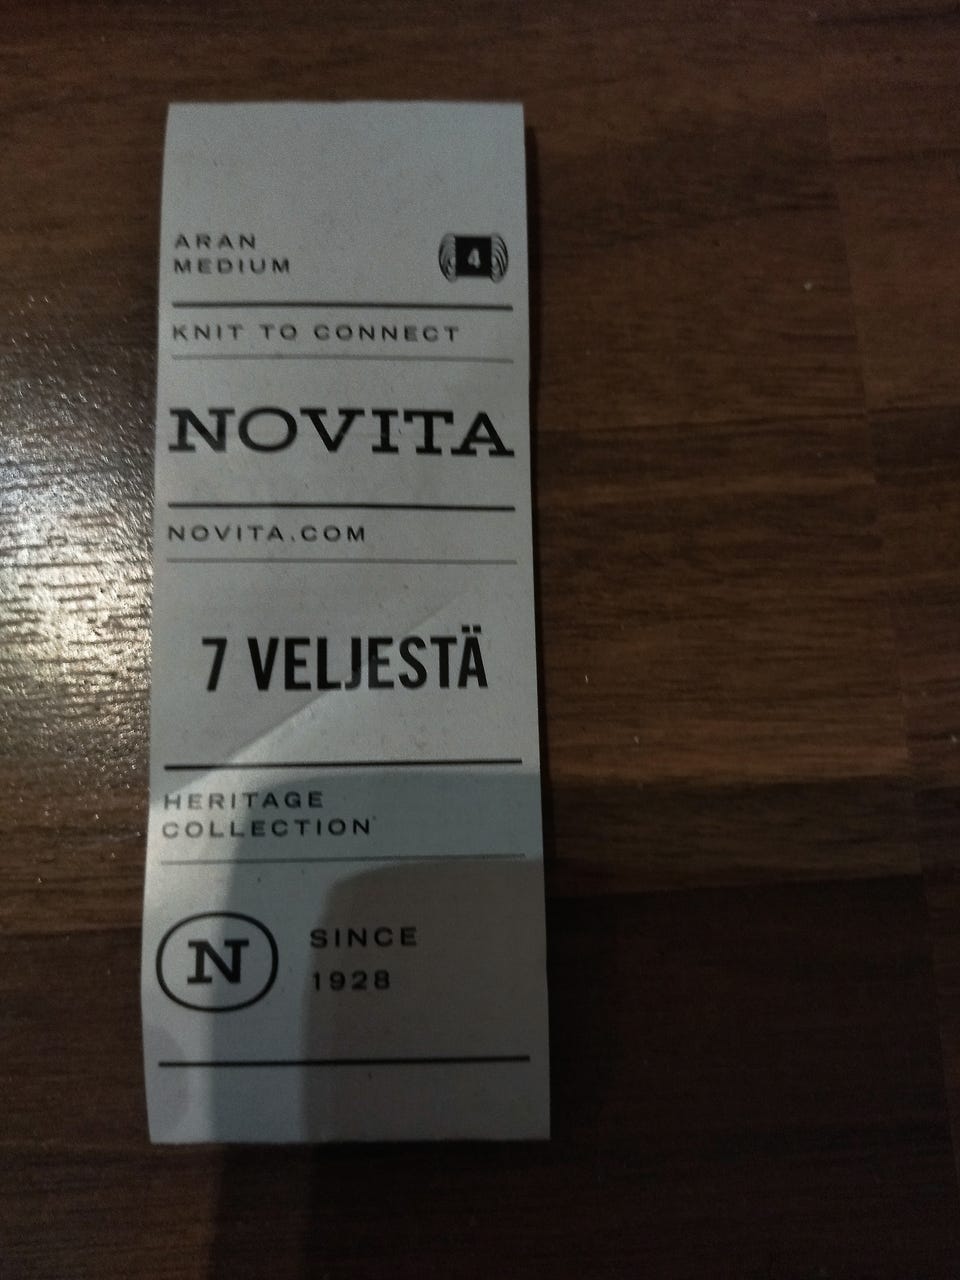 ARAN
MEDIUM
4
KNIT TO CONNECT
NOVITA
NOVITA.COM
7 VELJESTÄ
HERITAGE
COLLECTION
N
SINCE
1928